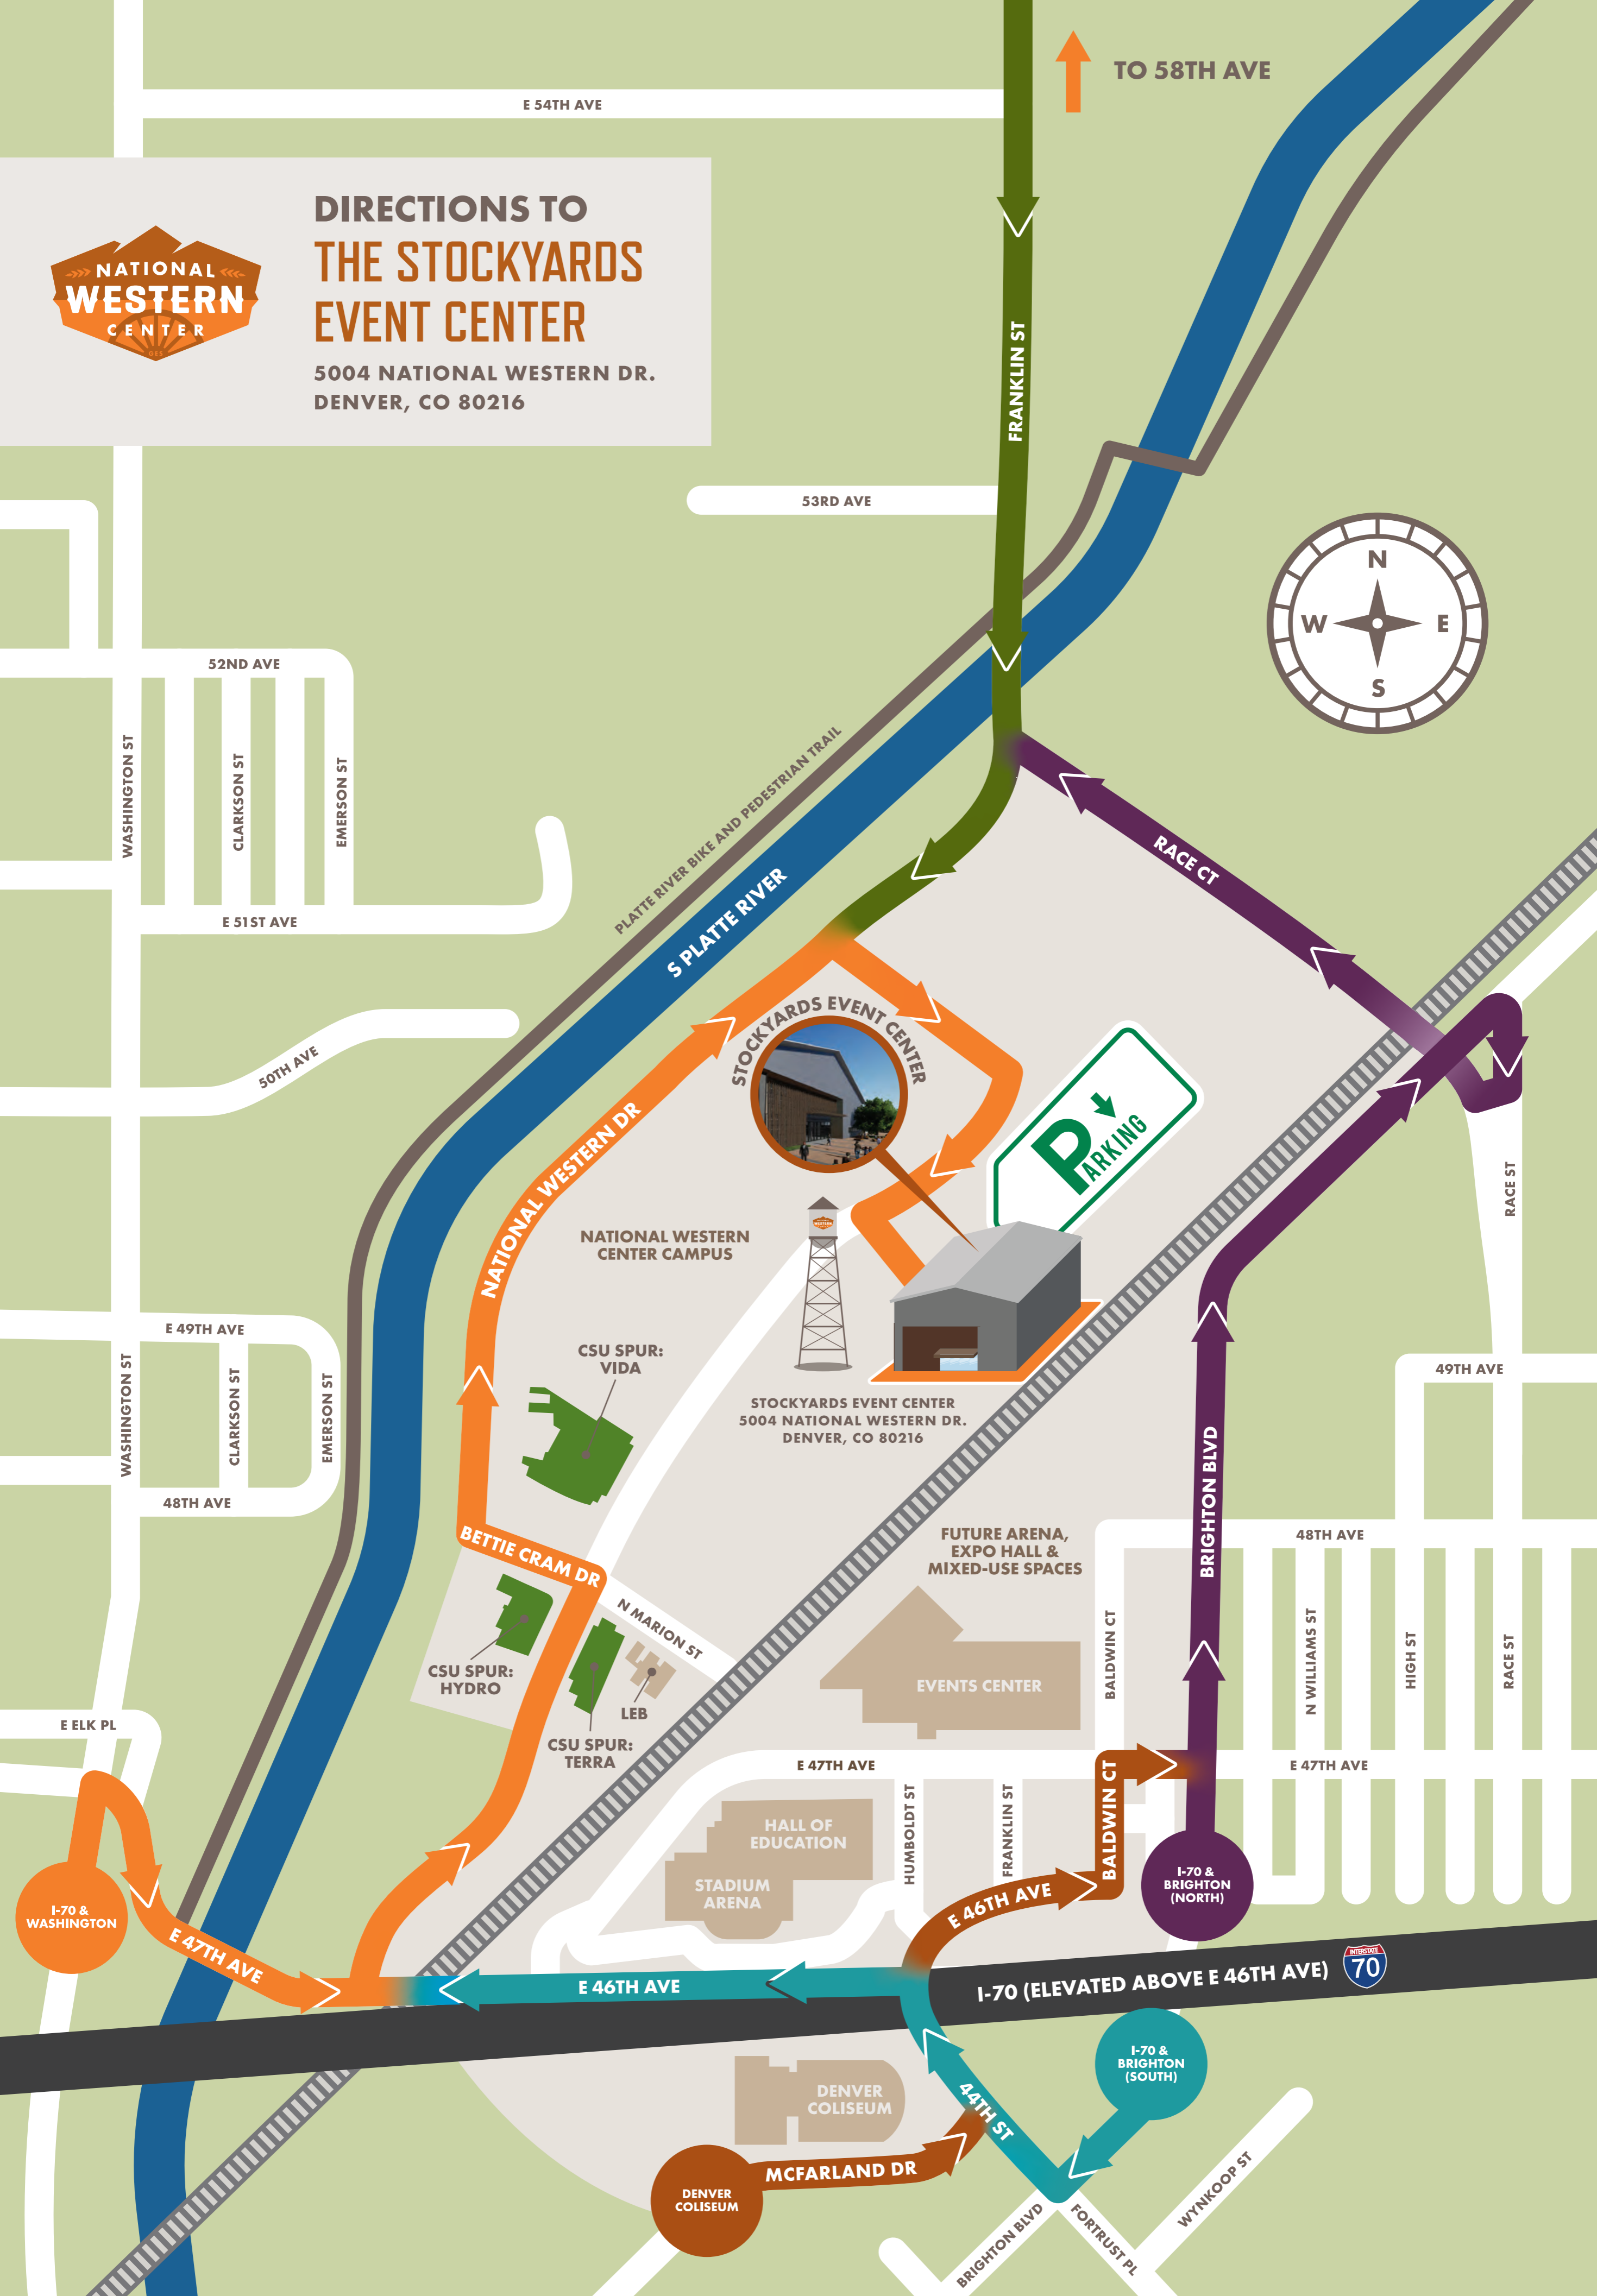 TO 58TH AVE
E 54TH AVE
NATIONAL
WESTERN
CENTER
DIRECTIONS TO
THE STOCKYARDS
EVENT CENTER
5004 NATIONAL WESTERN DR.
DENVER, CO 80216
FRANKLIN ST
53RD AVE
N
W
E
S
52ND AVE
WASHINGTON ST
CLARKSON ST
EMERSON ST
PLATTE RIVER BIKE AND PEDESTRIAN TRAIL
S PLATTE RIVER
RACE CT
E 51ST AVE
50TH AVE
STOCKYARDS EVENT CENTER
PARKING
NATIONAL WESTERN DR
RACE ST
NATIONAL WESTERN
CENTER CAMPUS
E 49TH AVE
WASHINGTON ST
CLARKSON ST
EMERSON ST
48TH AVE
CSU SPUR:
VIDA
STOCKYARDS EVENT CENTER
5004 NATIONAL WESTERN DR.
DENVER, CO 80216
49TH AVE
BRIGHTON BLVD
48TH AVE
FUTURE ARENA,
EXPO HALL &
MIXED-USE SPACES
BETTIE CRAM DR
N MARION ST
BALDWIN CT
N WILLIAMS ST
HIGH ST
RACE ST
CSU SPUR:
HYDRO
LEB
CSU SPUR:
TERRA
EVENTS CENTER
E ELK PL
E 47TH AVE
E 47TH AVE
HALL OF
EDUCATION
STADIUM
ARENA
HUMBOLDT ST
FRANKLIN ST
BALDWIN CT
I-70 &
BRIGHTON
(NORTH)
I-70 &
WASHINGTON
E 47TH AVE
E 46TH AVE
E 46TH AVE
I-70 (ELEVATED ABOVE E 46TH AVE)
INTERSTATE
70
I-70 &
BRIGHTON
(SOUTH)
DENVER
COLISEUM
44TH ST
MCFARLAND DR
DENVER
COLISEUM
BRIGHTON BLVD
FORTRUST PL
WYNKOOP ST